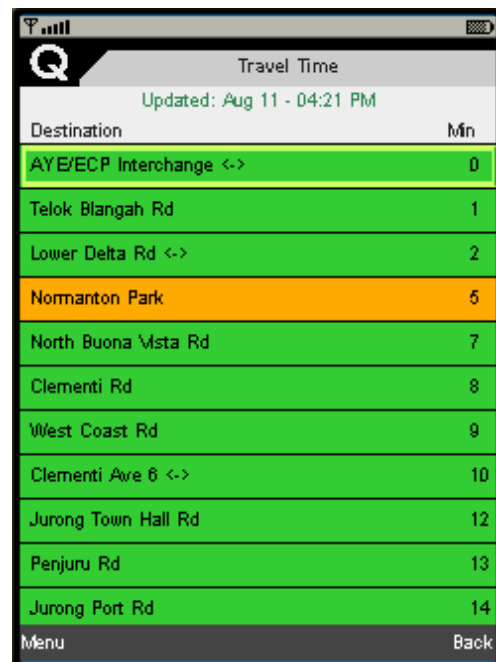 Q
Travel Time
Updated: Aug 11 - 04:21 PM
Destination Min
AYE/ECP Interchange <-> 0
Telok Blangah Rd 1
Lower Delta Rd <-> 2
Normanton Park 5
North Buona Vista Rd 7
Clementi Rd 8
West Coast Rd 9
Clementi Ave 6 <-> 10
Jurong Town Hall Rd 12
Penjuru Rd 13
Jurong Port Rd 14
Menu Back